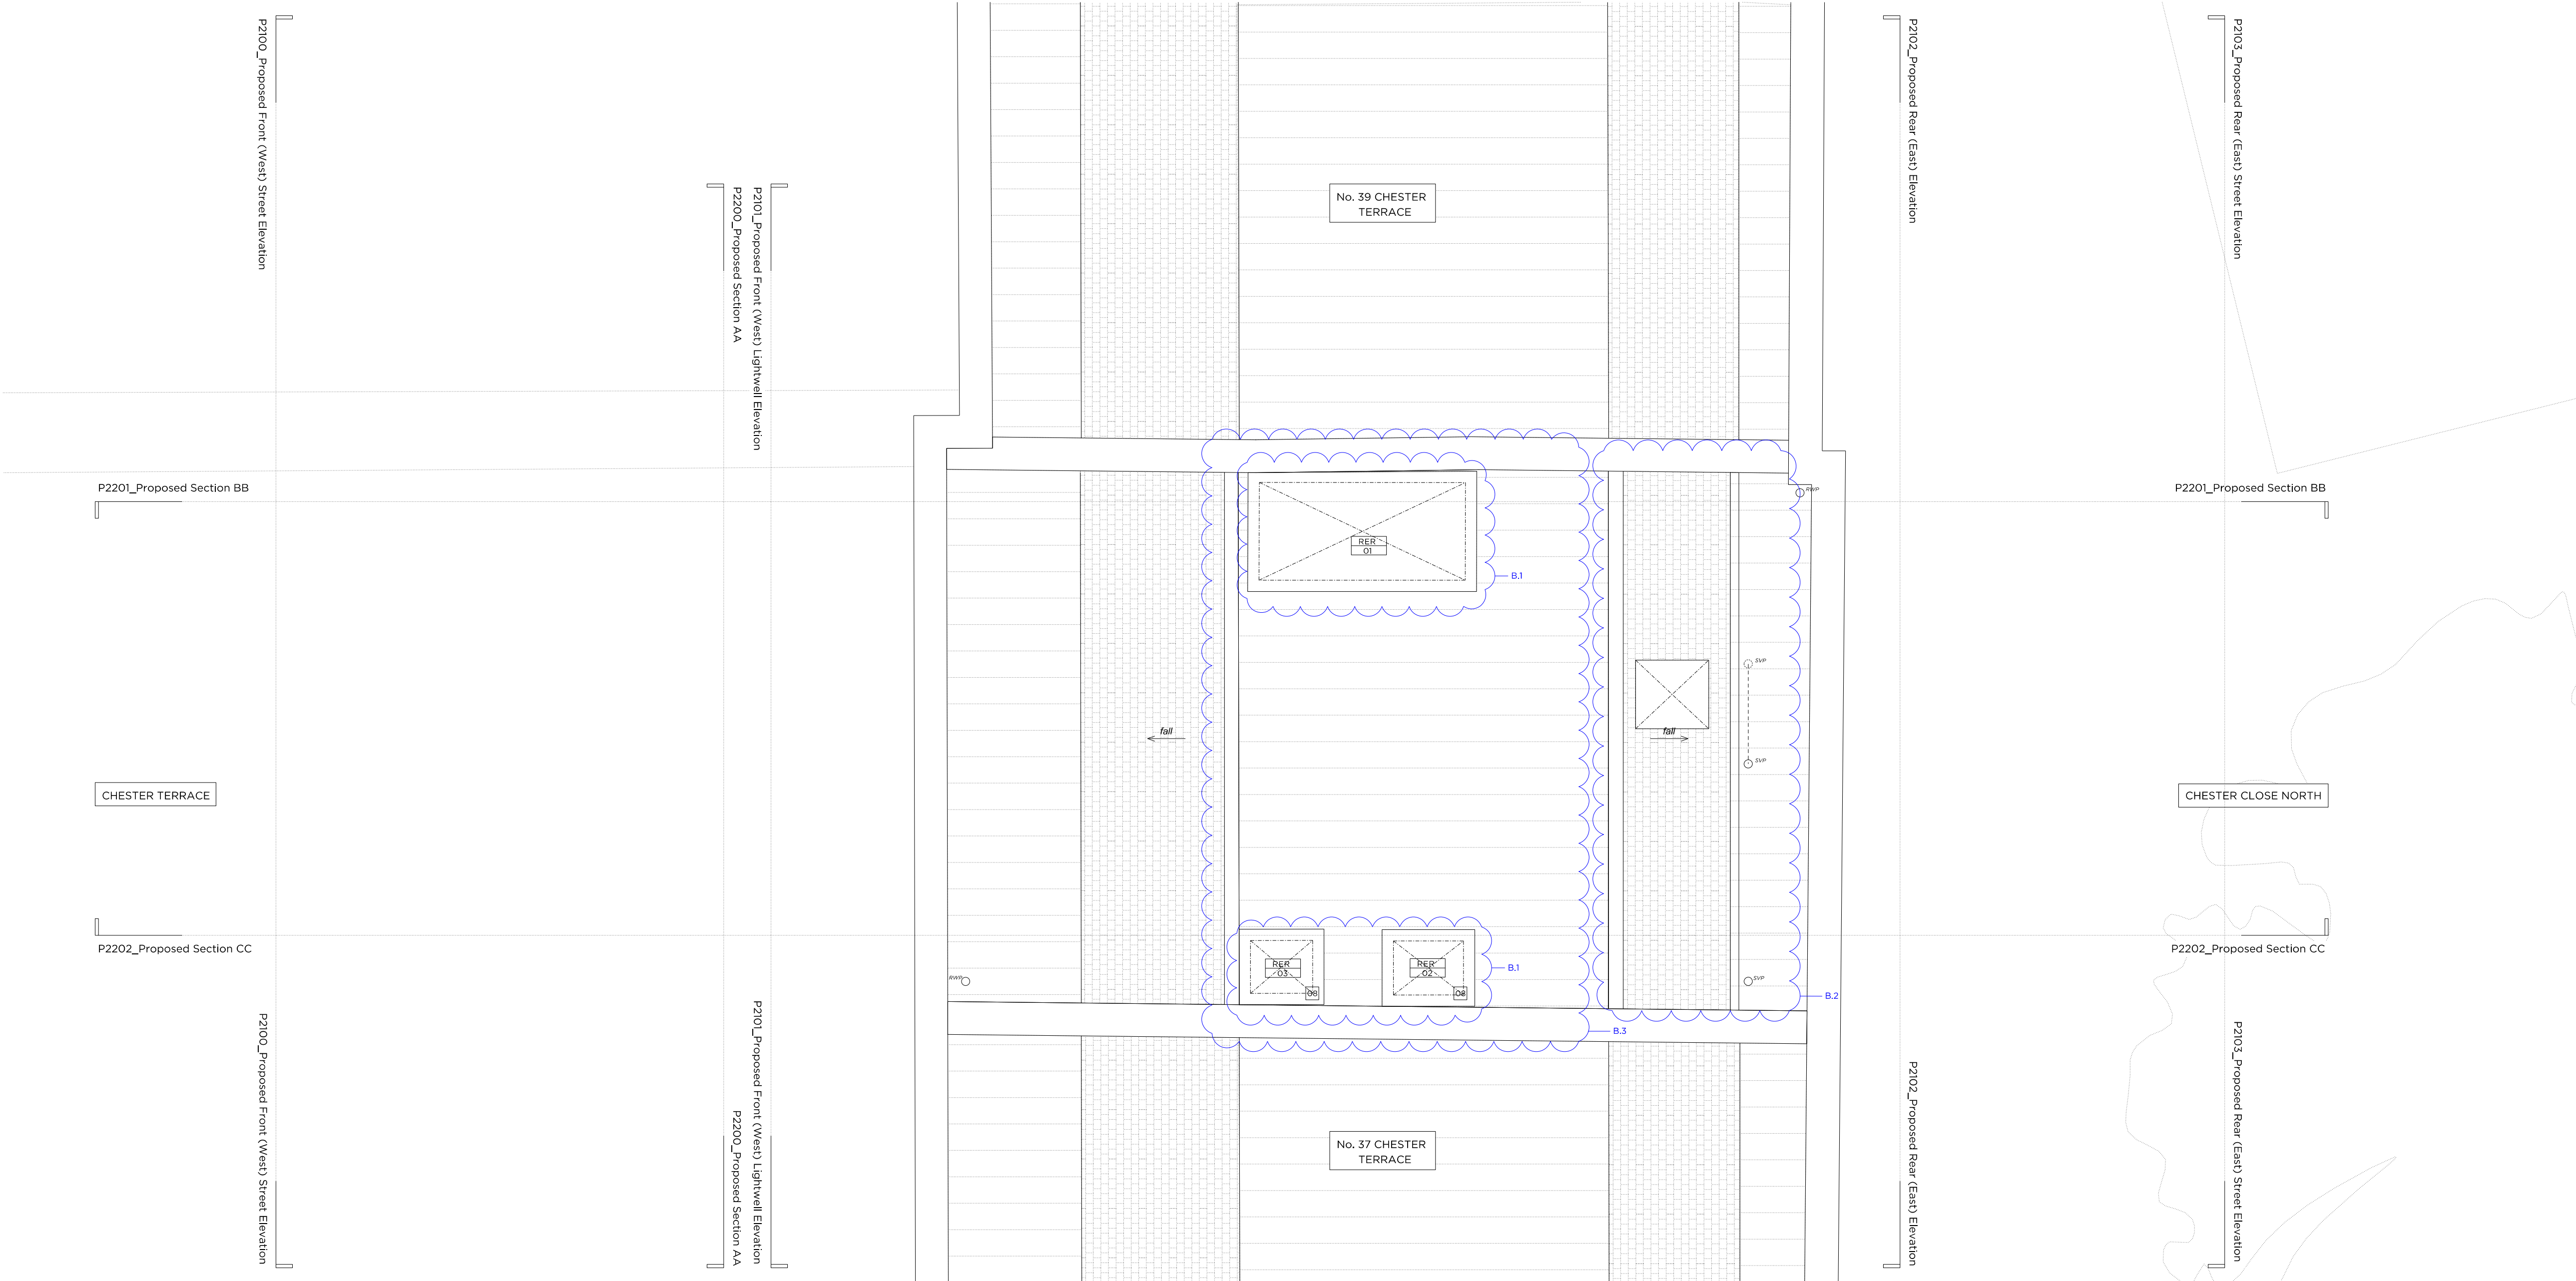 P2100_Proposed Front (West) Street Elevation
P2200_Proposed Section AA
P2101_Proposed Front (West) Lightwell Elevation
No. 39 CHESTER
TERRACE
P2102_Proposed Rear (East) Elevation
P2103_Proposed Rear (East) Street Elevation
P2201_Proposed Section BB
P2201_Proposed Section BB
RWP
RER
01
B.1
SVP
fall
fall
SVP
CHESTER TERRACE
CHESTER CLOSE NORTH
P2202_Proposed Section CC
P2202_Proposed Section CC
RWP
RER
03
08
RER
02
08
B.1
SVP
B.2
B.3
P2100_Proposed Front (West) Street Elevation
P2200_Proposed Section AA
P2101_Proposed Front (West) Lightwell Elevation
No. 37 CHESTER
TERRACE
P2102_Proposed Rear (East) Elevation
P2103_Proposed Rear (East) Street Elevation